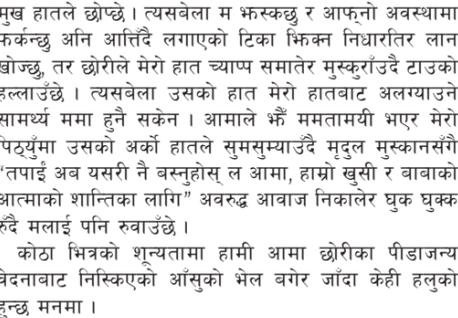 मुख हातले छोप्छे । त्यसबेला म झस्कछु र आफ्नो अवस्थामा
फर्कन्छु अनि आत्तिँदै लगाएको टिका झिक्न निधारतिर लान
खोज्छु, तर छोरीले मेरो हात च्याप्प समातेर मुस्कुराउँदै टाउको
हल्लाउँछे । त्यसबेला उसको हात मेरो हातबाट अलग्याउने
सामर्थ्य ममा हुनै सकेन । आमाले झैँ ममतामयी भएर मेरो
पिठ्युँमा उसको अर्को हातले सुमसुम्याउँदै मृदुल मुस्कानसँगै
“तपाईं अब यसरी नै बस्नुहोस् ल आमा, हाम्रो खुसी र बाबाको
आत्माको शान्तिका लागि” अवरुद्ध आवाज निकालेर घुक घुक्क
रुँदै मलाई पनि रुवाउँछे ।
कोठा भित्रको शून्यतामा हामी आमा छोरीका पीडाजन्य
वेदनाबाट निस्किएको आँसुको भेल बगेर जाँदा केही हलुको
हुन्छ मनमा ।